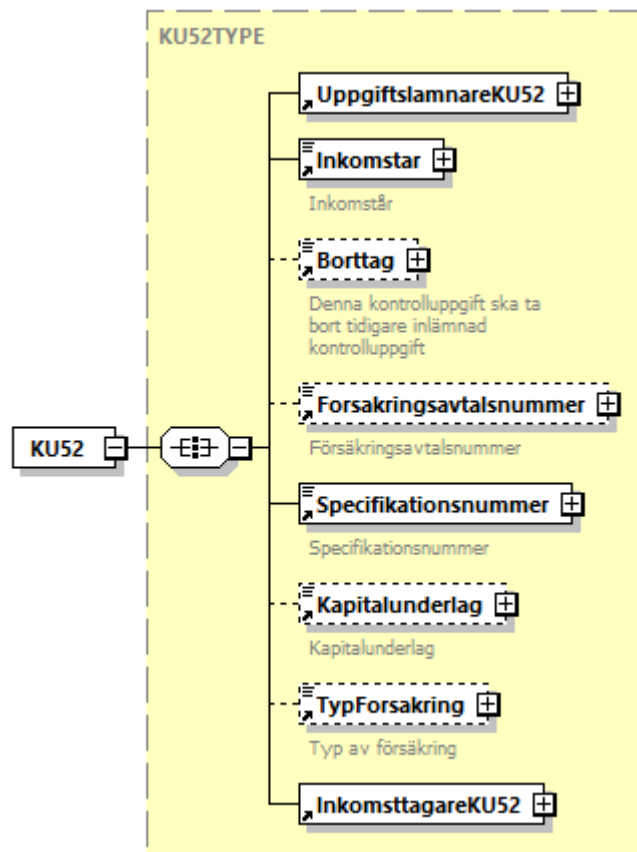 KU52TYPE
UppgiftslamnareKU52
Inkomstar
Inkomstår
Borttag
Denna kontrolluppgift ska ta
bort tidigare inlämnad
kontrolluppgift
Forsakringsavtalsnummer
Försäkringsavtalsnummer
KU52
Specifikationsnummer
Specifikationsnummer
Kapitalunderlag
Kapitalunderlag
TypForsakring
Typ av försäkring
InkomsttagareKU52